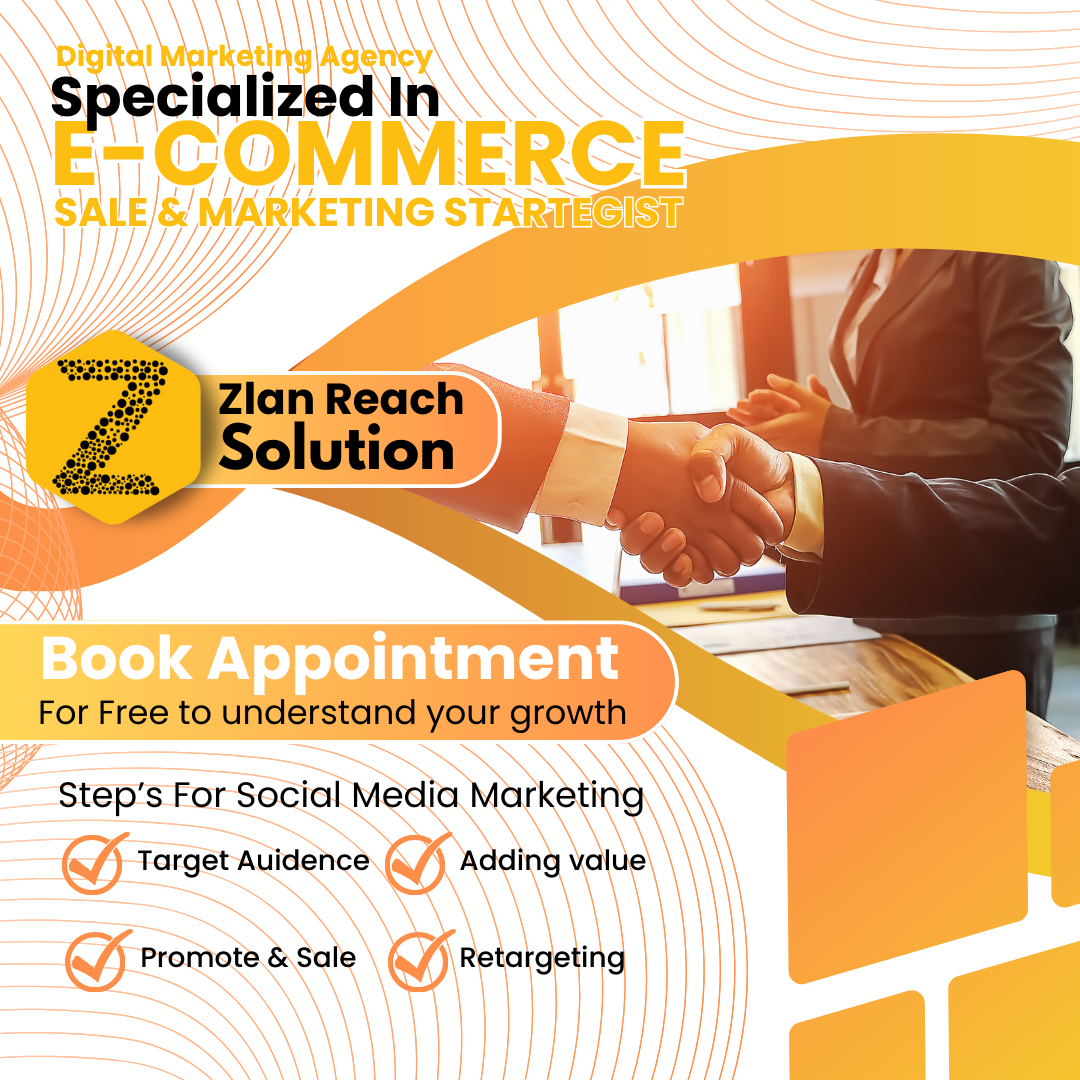 Digital Marketing Agency
Specialized In
E-COMMERCE
SALE & MARKETING STARTEGIST
Z
Zlan Reach
Solution
Book Appointment
For Free to understand your growth
Step's For Social Media Marketing
Target Auidence
Adding value
Promote & Sale
Retargeting